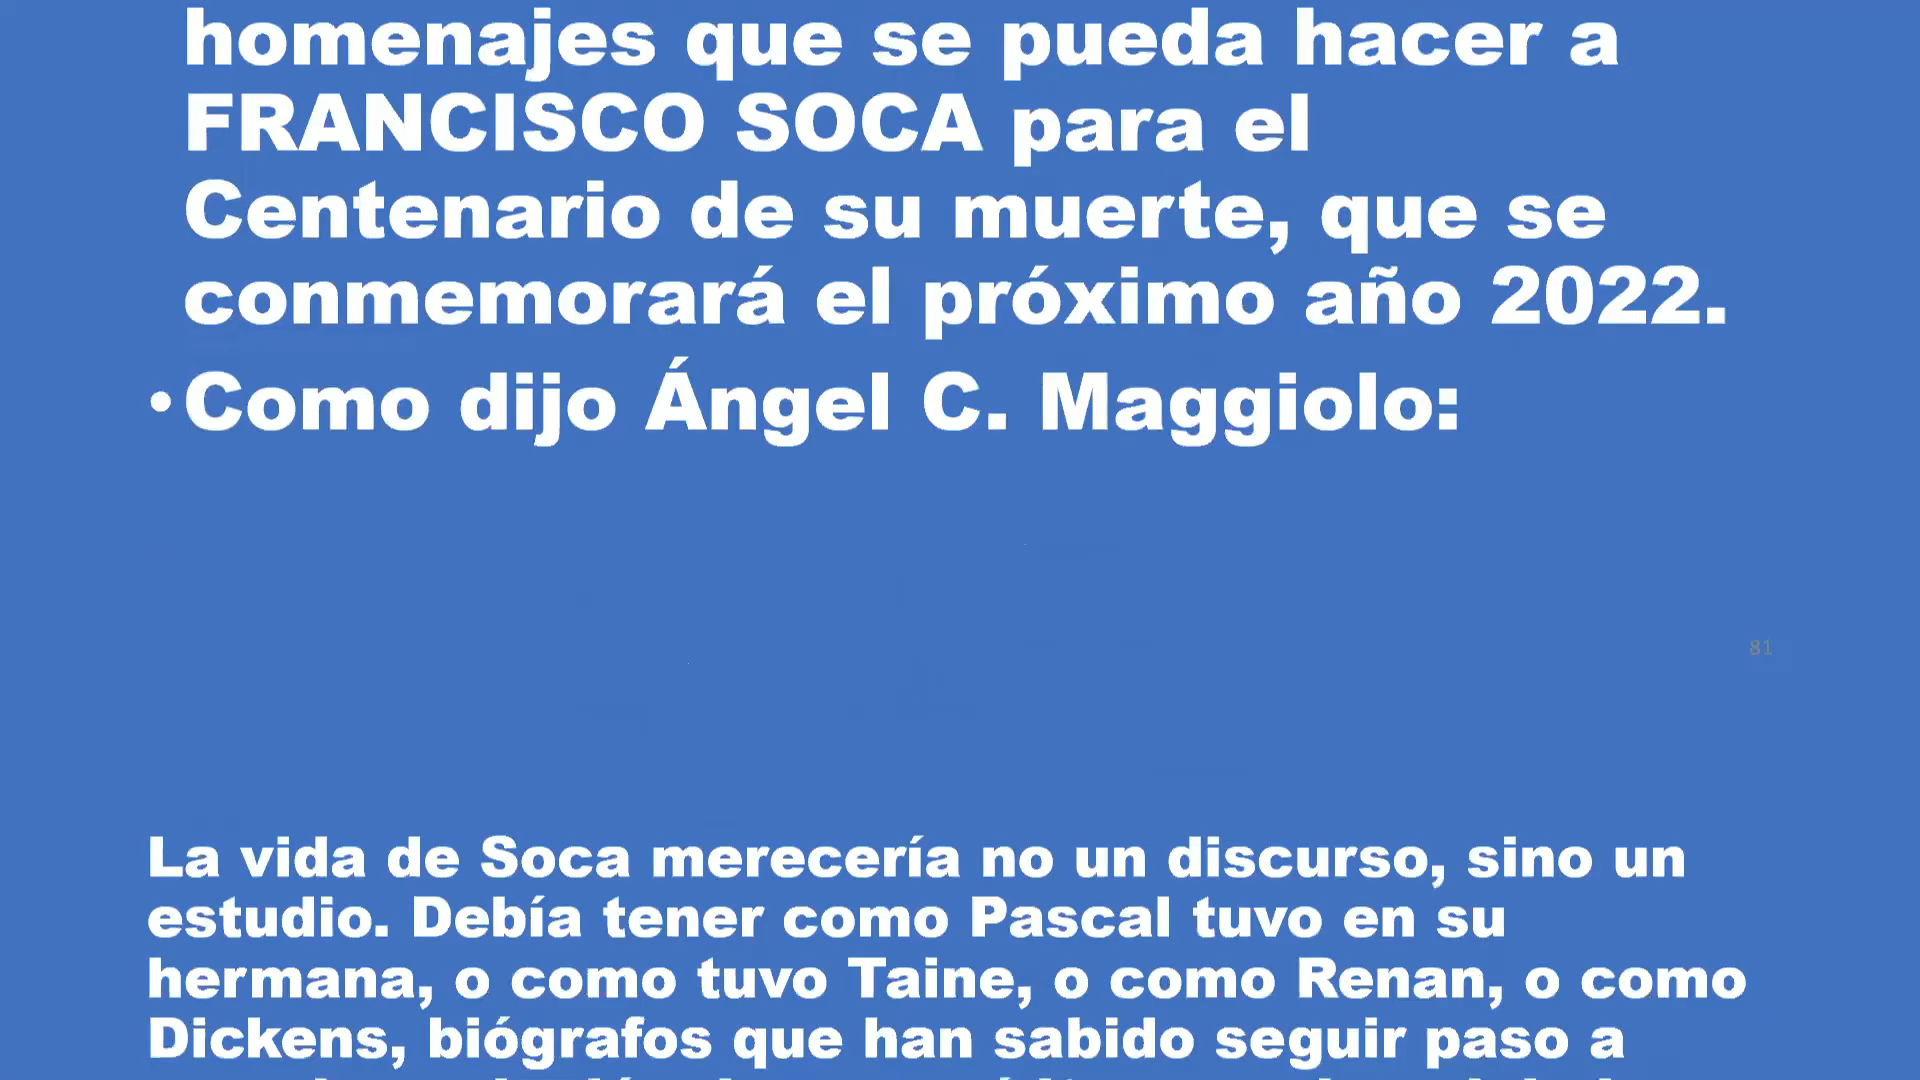 homenajes que se pueda hacer a
FRANCISCO SOCA para el
Centenario de su muerte, que se
conmemorará el próximo año 2022.
• Como dijo Ángel C. Maggiolo:
81
La vida de Soca merecería no un discurso, sino un
estudio. Debía tener como Pascal tuvo en su
hermana, o como tuvo Taine, o como Renan, o como
Dickens, biógrafos que han sabido seguir paso a